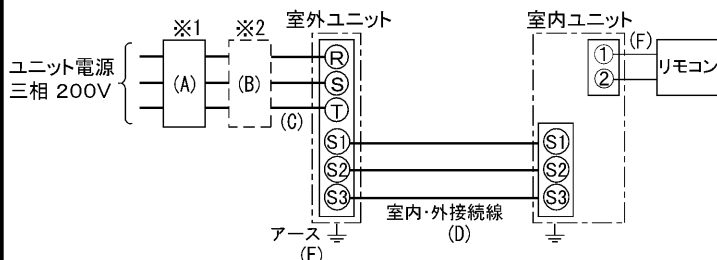 室外ユニット
室内ユニット
※1
※2
(F)
ユニット電源
三相 200V
(A)
(B)
(C)
R
S
T
S1
S2
S3
①
②
リモコン
S1
S2
S3
室内・外接続線
(D)
アース
(E)